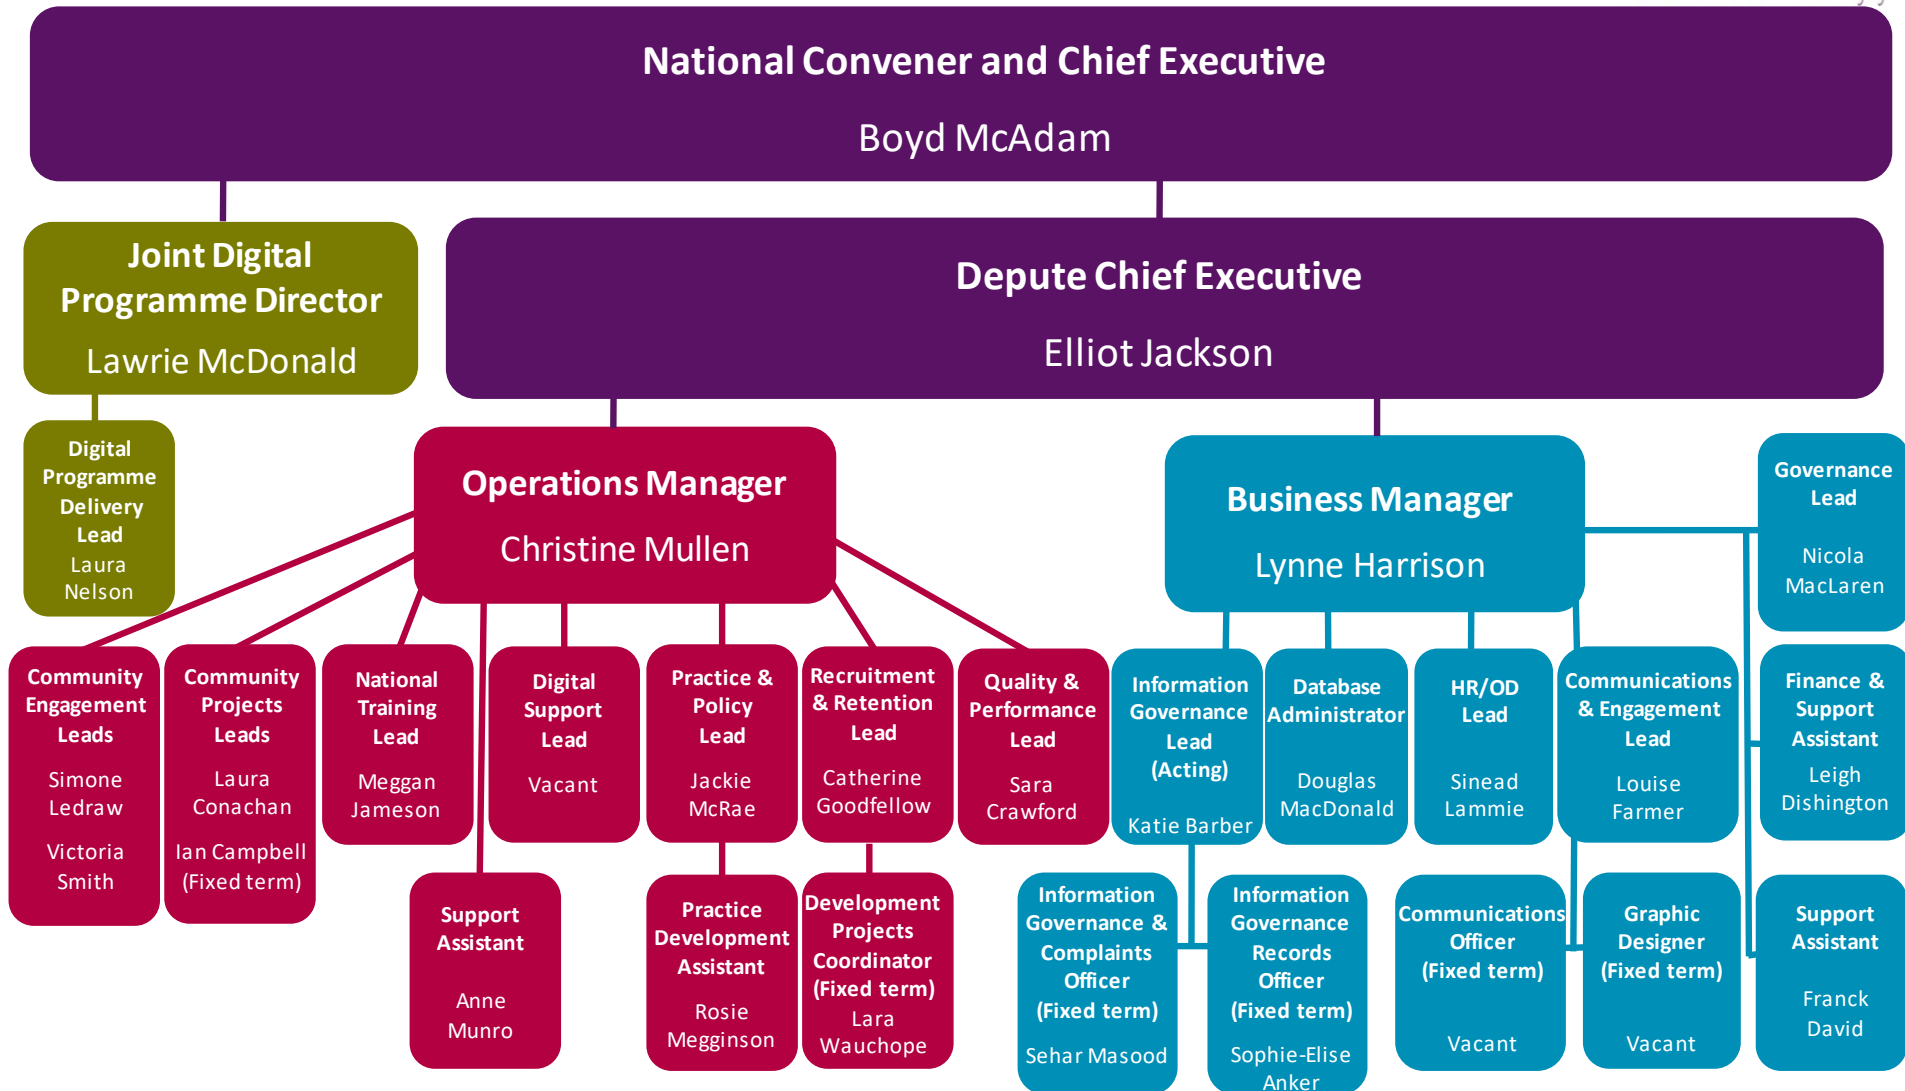 National Convener and Chief Executive
Boyd McAdam
Joint Digital
Programme Director
Lawrie McDonald
Depute Chief Executive
Elliot Jackson
Digital
Programme
Delivery
Lead
Laura
Nelson
Operations Manager
Christine Mullen
Business Manager
Lynne Harrison
Governance
Lead
Nicola
MacLaren
Community
Engagement
Leads
Simone
Ledraw
Victoria
Smith
Community
Projects
Leads
Laura
Conachan
Ian Campbell
(Fixed term)
National
Training
Lead
Meggan
Jameson
Digital
Support
Lead
Vacant
Practice &
Policy
Lead
Jackie
McRae
Recruitment
& Retention
Lead
Catherine
Goodfellow
Quality &
Performance
Lead
Sara
Crawford
Information
Governance
Lead
(Acting)
Katie Barber
Database
Administrator
Douglas
MacDonald
HR/OD
Lead
Sinead
Lammie
Communications
& Engagement
Lead
Louise
Farmer
Finance &
Support
Assistant
Leigh
Dishington
Support
Assistant
Anne
Munro
Practice
Development
Assistant
Rosie
Megginson
Development
Projects
Coordinator
(Fixed term)
Lara
Wauchope
Information
Governance &
Complaints
Officer
(Fixed term)
Sehar Masood
Information
Governance
Records
Officer
(Fixed term)
Sophie-Elise
Anker
Communications
Officer
(Fixed term)
Vacant
Graphic
Designer
(Fixed term)
Vacant
Support
Assistant
Franck
David